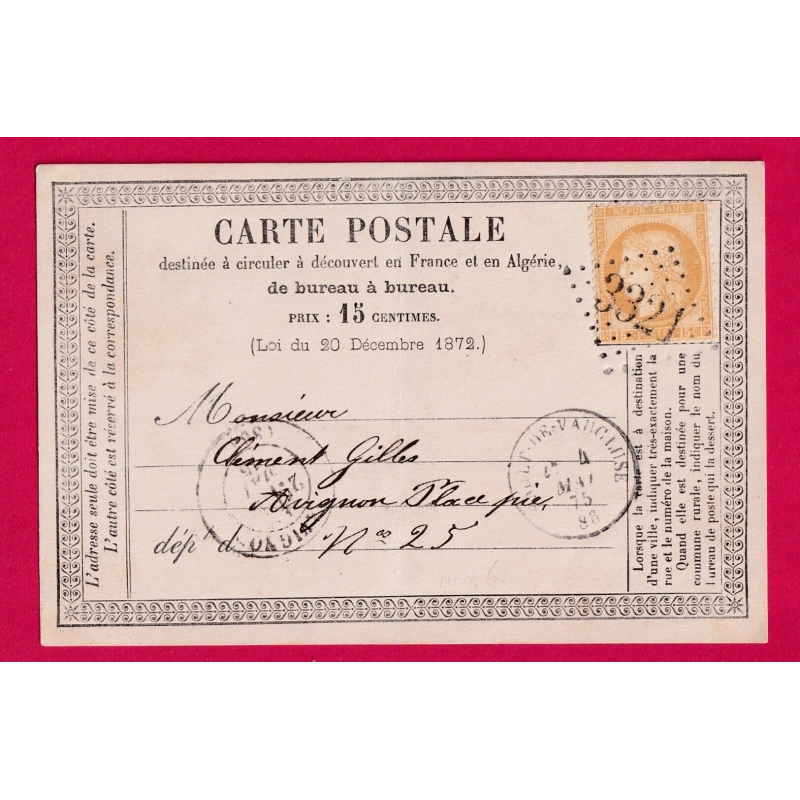 CARTE POSTALE
destinée à circuler à découvert en France et en Algérie,
de bureau à bureau.
PRIX : 15 CENTIMES.
(Loi du 20 Décembre 1872.)
REPUB FRANC
3321
L'adresse seule doit être mise de ce côté de la carte.
L'autre côté est réservé à la correspondance.
Monsieur
Clément Gilles
Avignon Place pie,
dép' d
Nº 25
DE-VAUCLUSE
4
MAI
75
86
Lorsque la carte est à destination
d'une ville, indiquer très-exactement la
rue et le numéro de la maison.
Quand elle est destinée pour une
commune rurale, indiquer le nom du
bureau de poste qui la dessert.